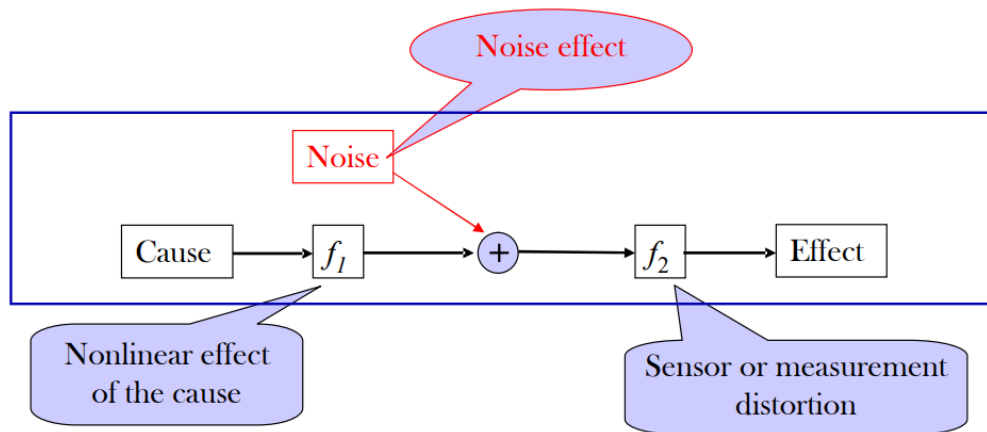 Noise effect
Noise
Cause
f1
+
f2
Effect
Nonlinear effect
of the cause
Sensor or measurement
distortion